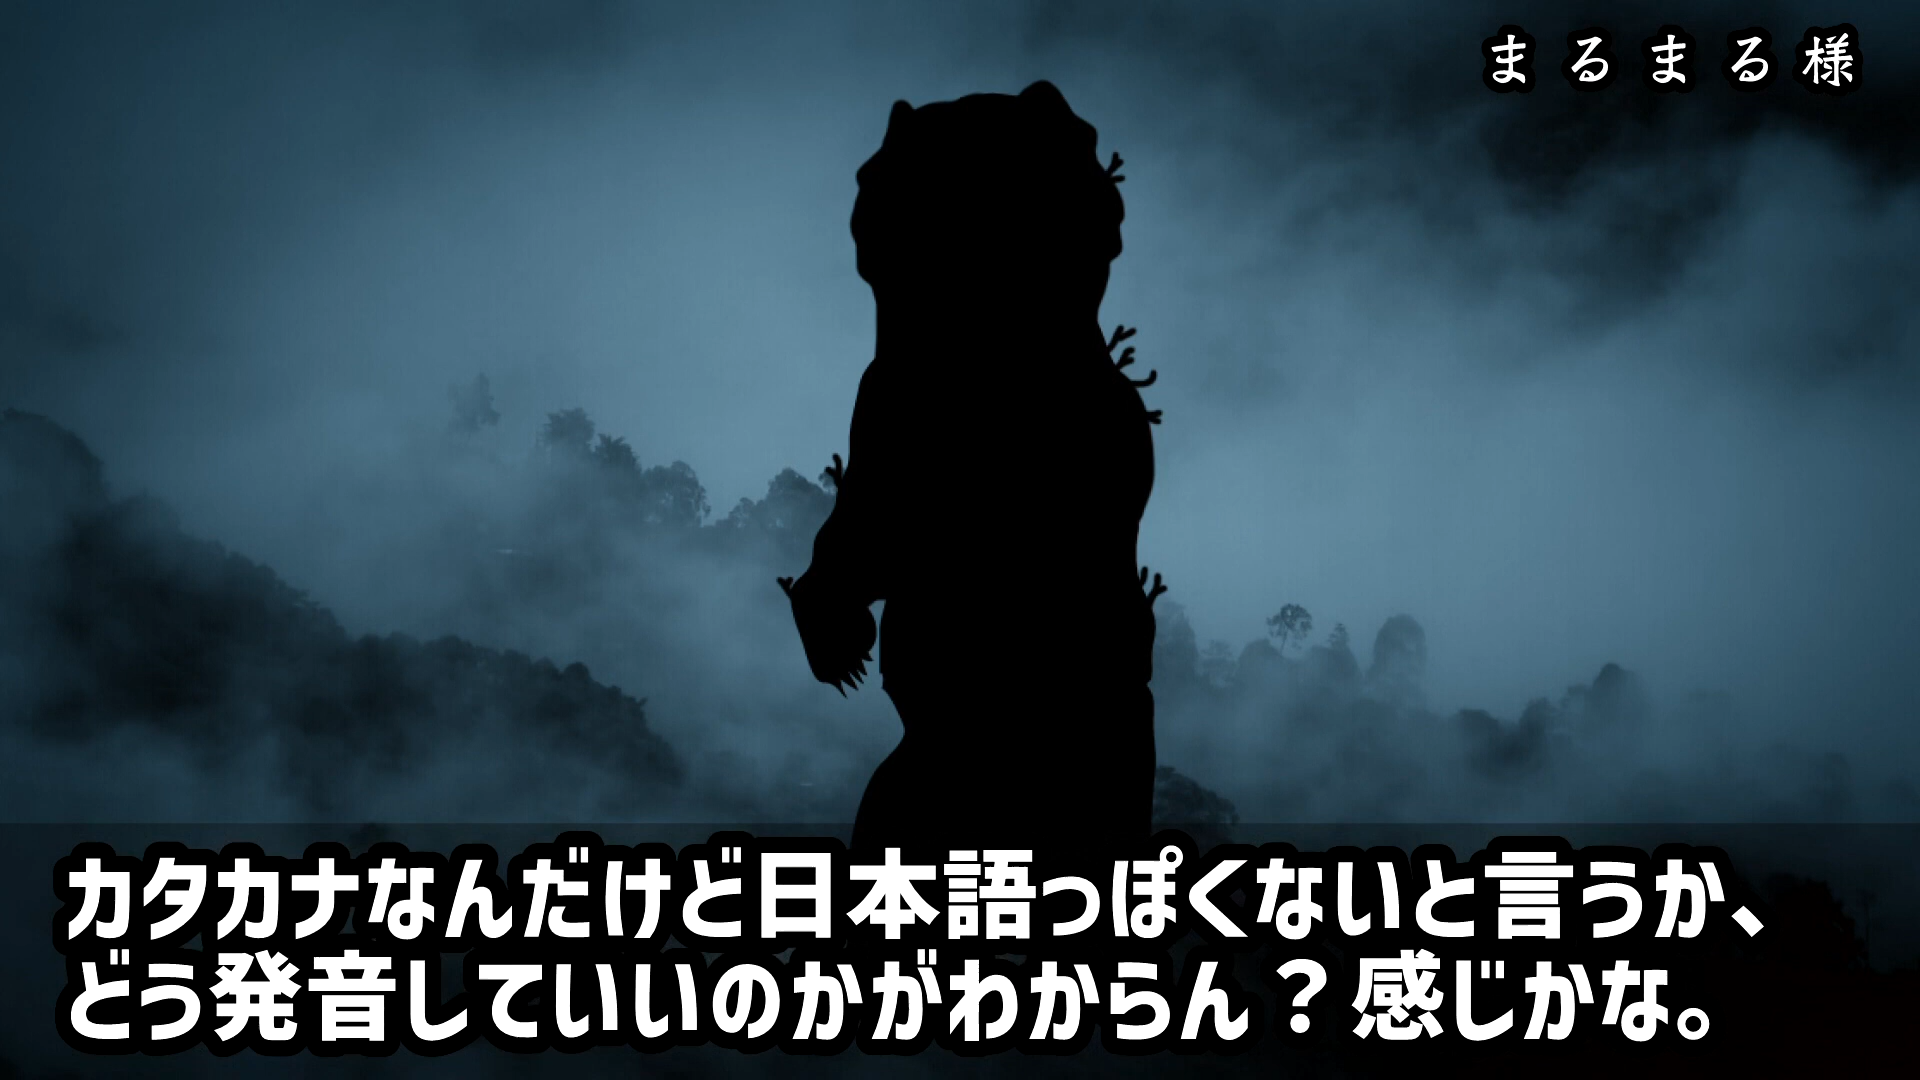 まるまる様
カタカナなんだけど日本語っぽくないと言うか、
どう発音していいのかがわからん？感じかな。